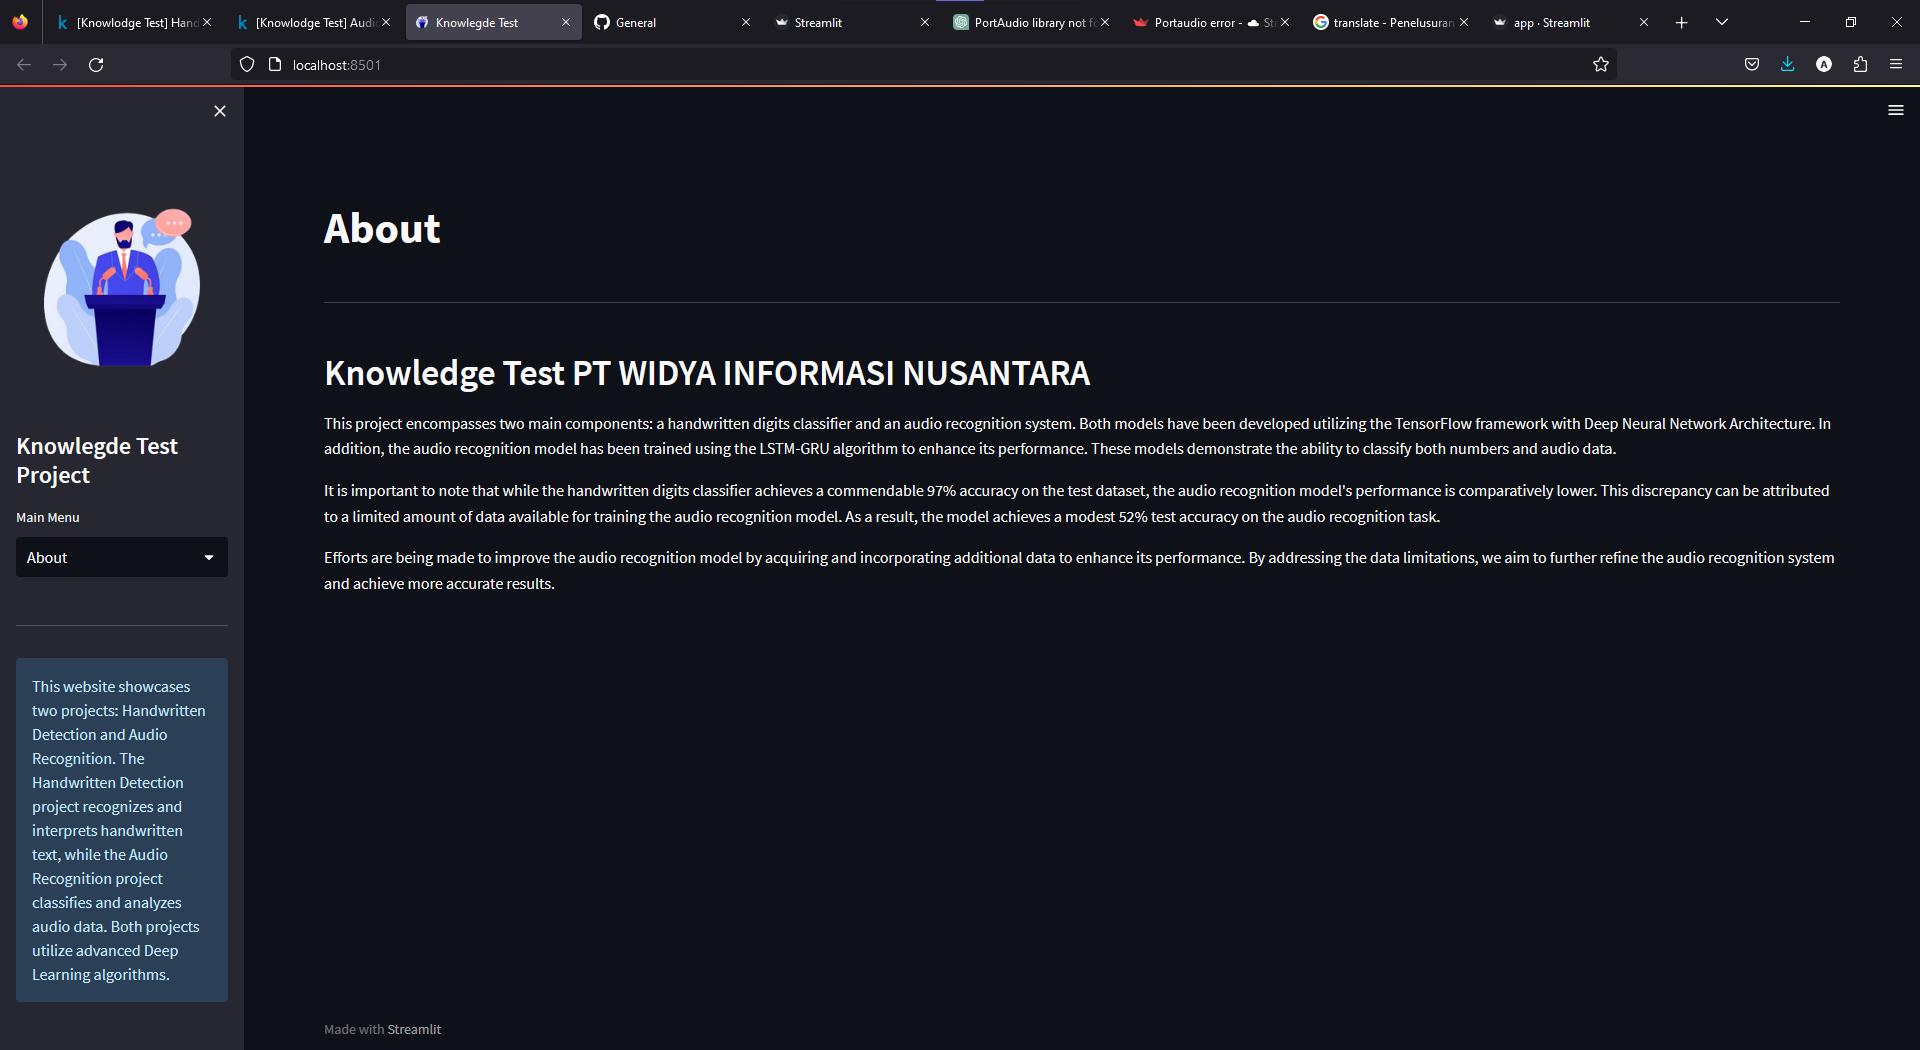 [Knowlodge Test] Hand
[Knowlodge Test] Audi
Knowlegde Test
General
Streamlit
PortAudio library not fo
Portaudio error - St
translate - Penelusuran
app · Streamlit
localhost:8501
A
Knowlegde Test
Project
Main Menu
About
This website showcases
two projects: Handwritten
Detection and Audio
Recognition. The
Handwritten Detection
project recognizes and
interprets handwritten
text, while the Audio
Recognition project
classifies and analyzes
audio data. Both projects
utilize advanced Deep
Learning algorithms.
About
Knowledge Test PT WIDYA INFORMASI NUSANTARA
This project encompasses two main components: a handwritten digits classifier and an audio recognition system. Both models have been developed utilizing the TensorFlow framework with Deep Neural Network Architecture. In
addition, the audio recognition model has been trained using the LSTM-GRU algorithm to enhance its performance. These models demonstrate the ability to classify both numbers and audio data.
It is important to note that while the handwritten digits classifier achieves a commendable 97% accuracy on the test dataset, the audio recognition model's performance is comparatively lower. This discrepancy can be attributed
to a limited amount of data available for training the audio recognition model. As a result, the model achieves a modest 52% test accuracy on the audio recognition task.
Efforts are being made to improve the audio recognition model by acquiring and incorporating additional data to enhance its performance. By addressing the data limitations, we aim to further refine the audio recognition system
and achieve more accurate results.
Made with Streamlit